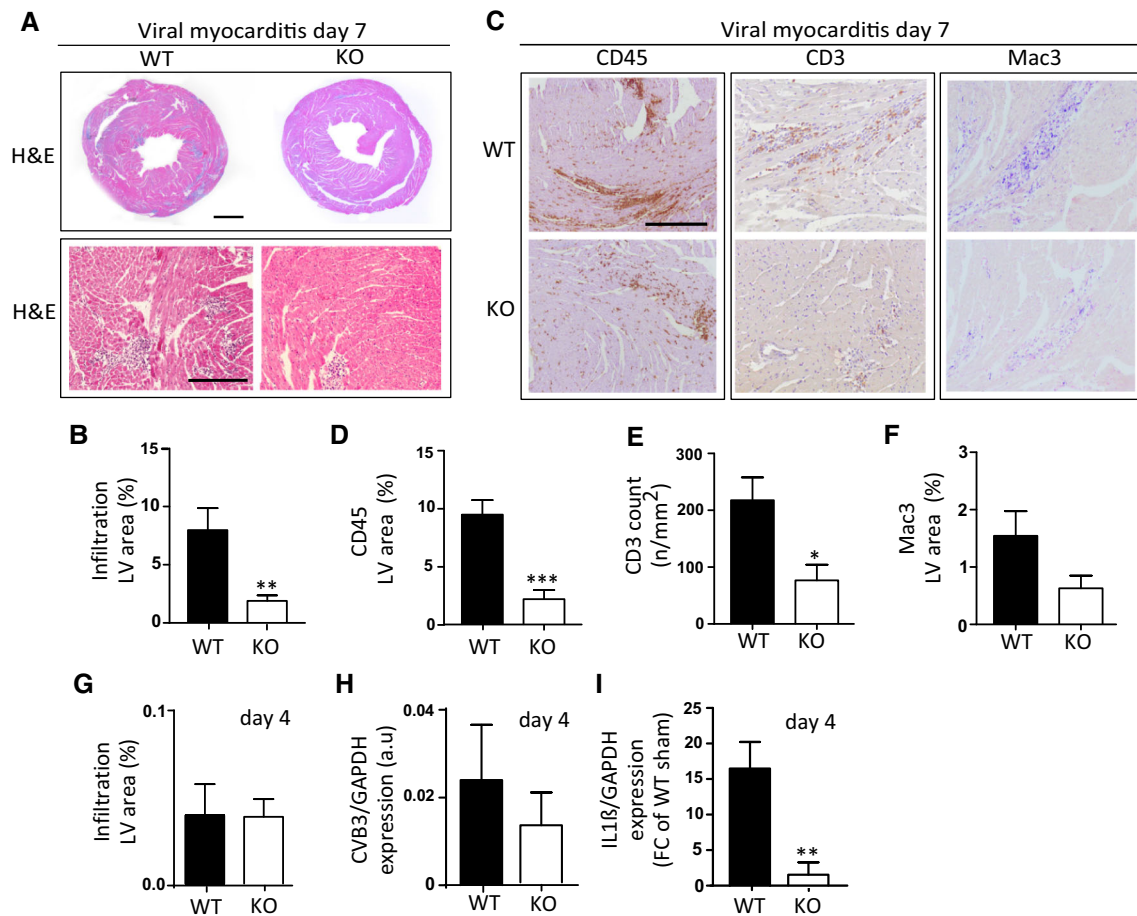 A
Viral myocarditis day 7
WT KO
H&E
H&E
C
Viral myocarditis day 7
CD45 CD3 Mac3
WT
KO
B
Infiltration
LV area (%)
15
10
5
0
**
WT KO
D
CD45
LV area (%)
15
10
5
0
***
WT KO
E
CD3 count
(n/mm²)
300
200
100
0
*
WT KO
F
Mac3
LV area (%)
3
2
1
0
WT KO
G
day 4
Infiltration
LV area (%)
0.1
0.0
WT KO
H
day 4
CVB3/GAPDH
expression (a.u)
0.04
0.02
0
WT KO
I
day 4
IL1ß/GAPDH
expression
(FC of WT sham)
25
20
15
10
5
0
**
WT KO